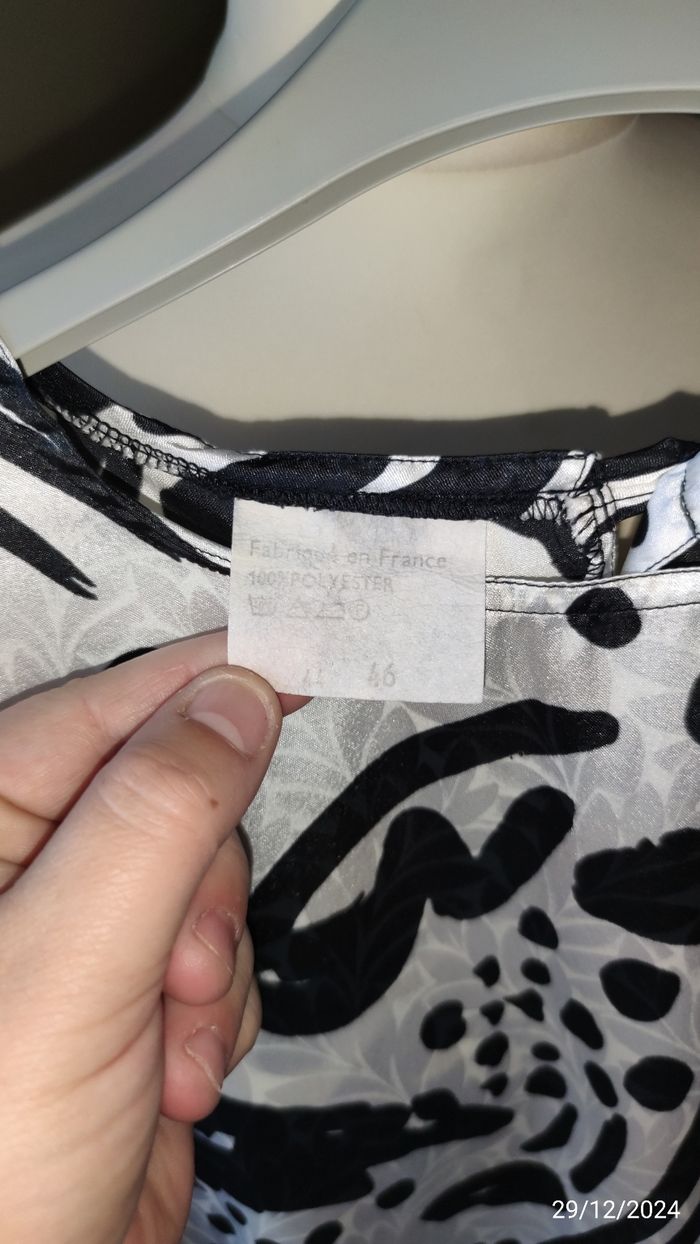 Fabriqué en France
100% POLYESTER
44 46
29/12/2024